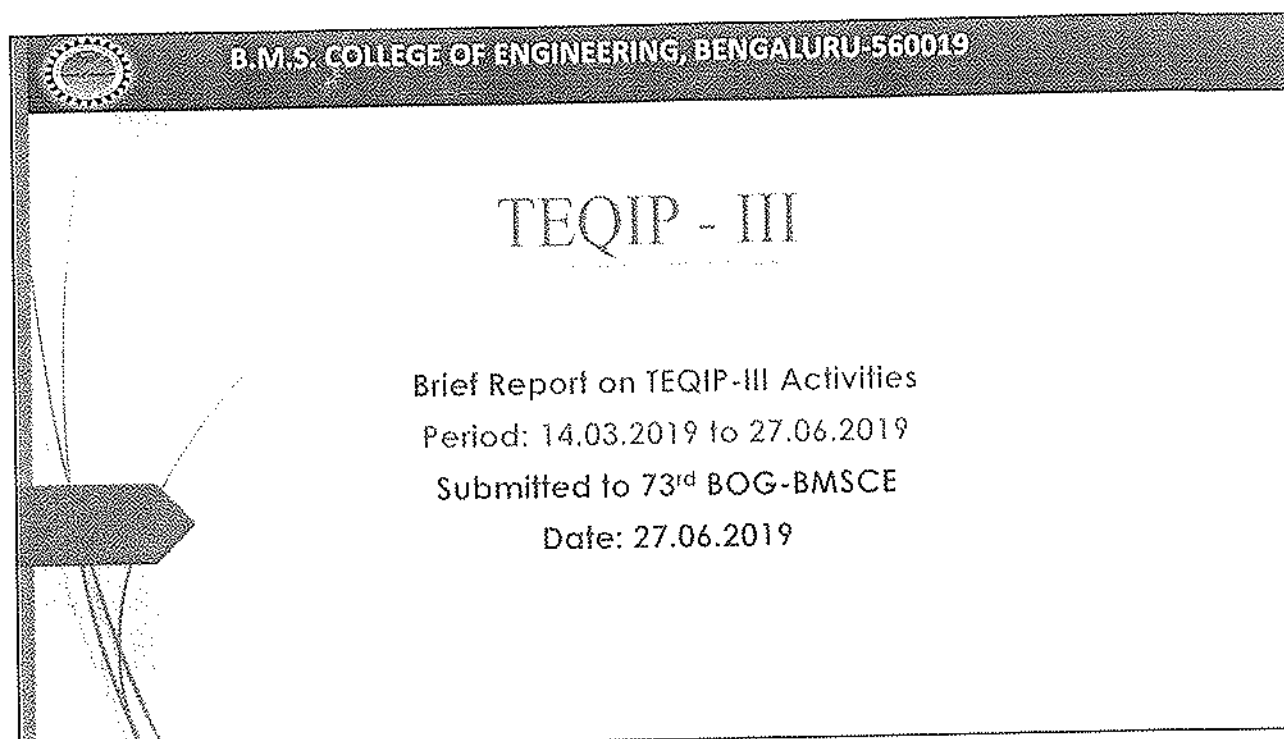 B.M.S. COLLEGE OF ENGINEERING, BENGALURU-560019
TEQIP - III
Brief Report on TEQIP-III Activities
Period: 14.03.2019 to 27.06.2019
Submitted to 73rd BOG-BMSCE
Date: 27.06.2019